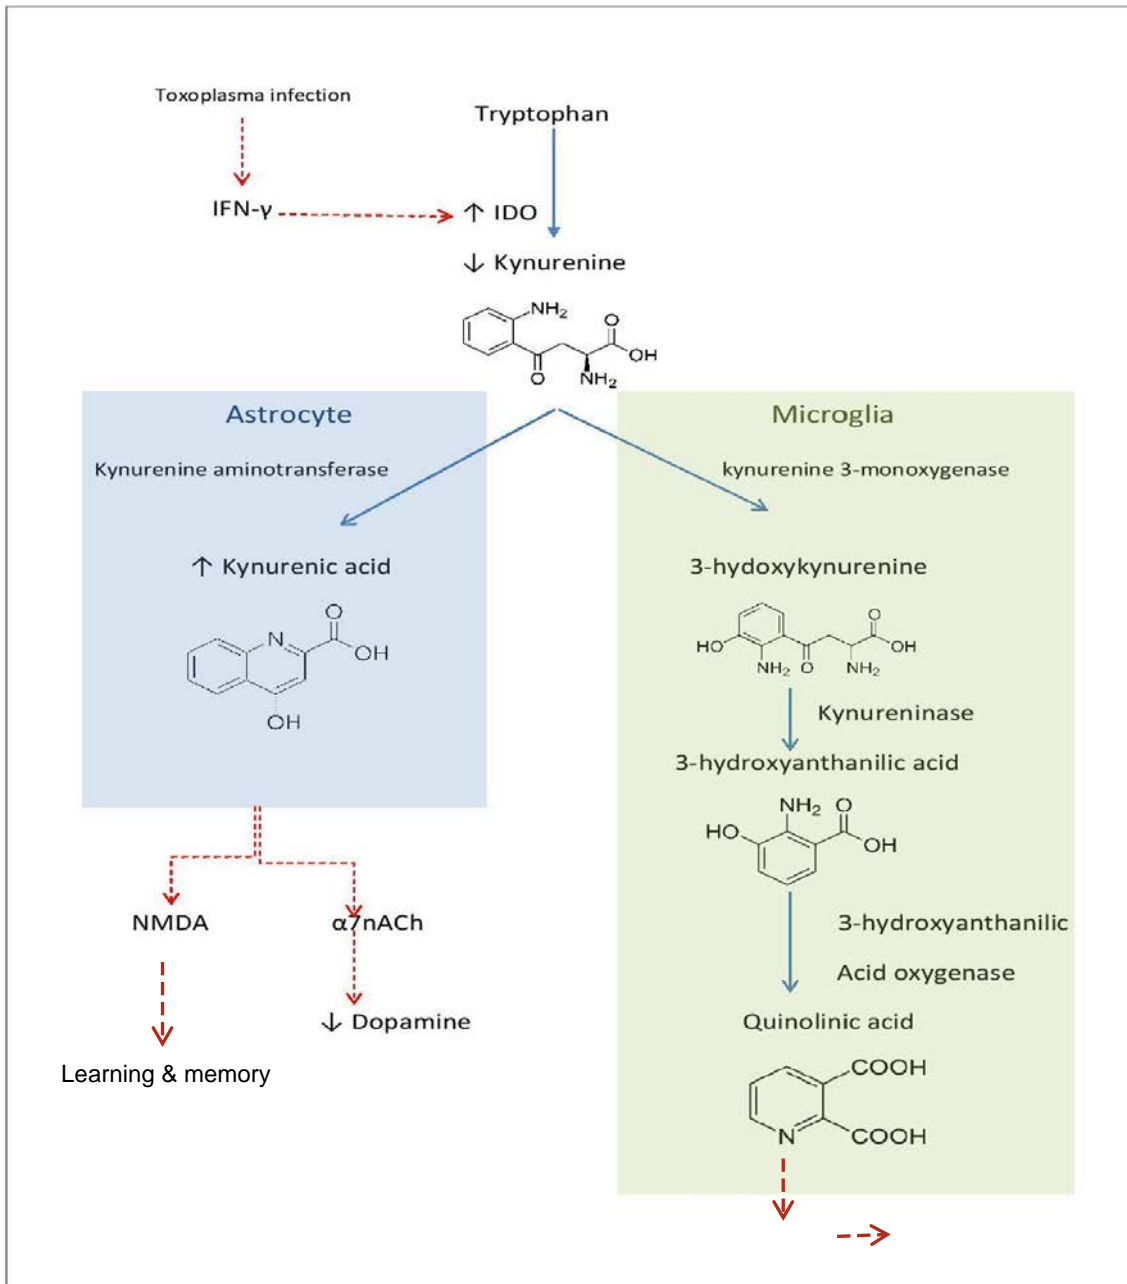 Toxoplasma infection
Tryptophan
IFN-γ
↑ IDO
↓ Kynurenine
NH₂
O
OH
O
NH₂
Astrocyte
Microglia
Kynurenine aminotransferase
kynurenine 3-monoxygenase
↑ Kynurenic acid
3-hydoxykynurenine
O
N
OH
OH
O
HO
OH
NH₂ O NH₂
Kynureninase
3-hydroxyanthanilic acid
NH₂ O
HO
OH
NMDA
α7nACh
3-hydroxyanthanilic
Acid oxygenase
↓ Dopamine
Quinolinic acid
Learning & memory
COOH
N
COOH